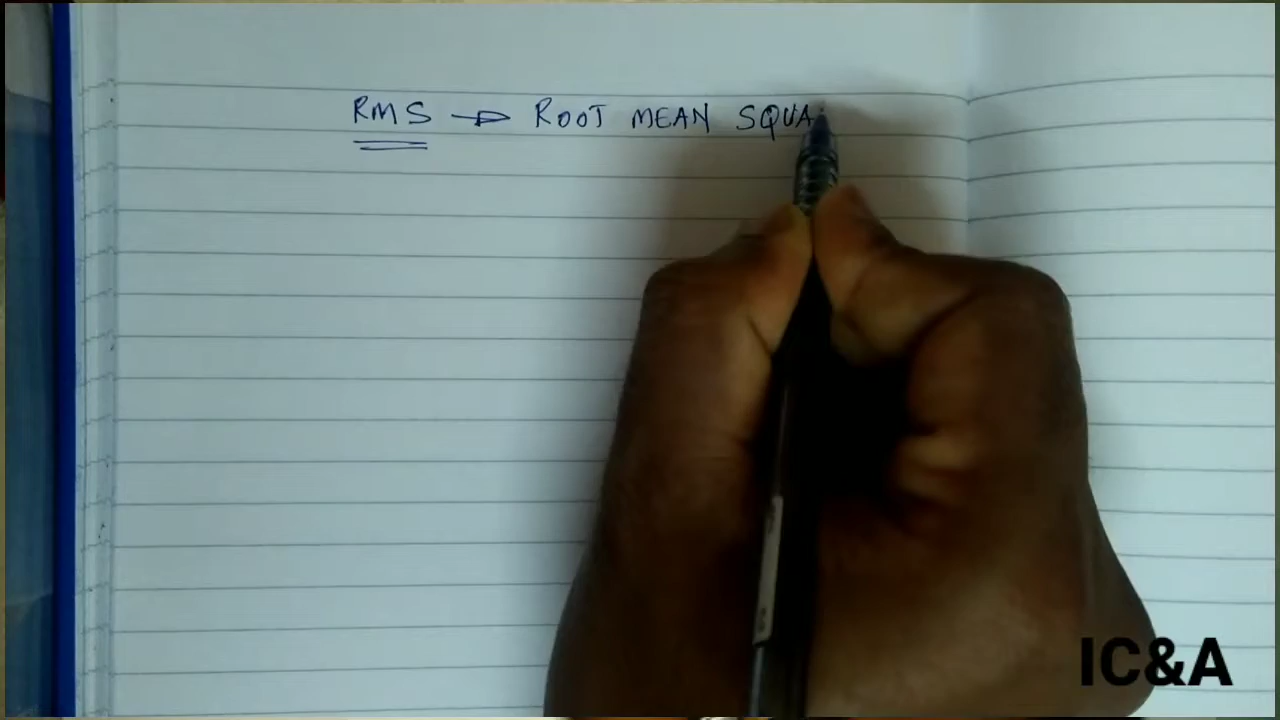 RMS → ROOT MEAN SQUA
IC&A